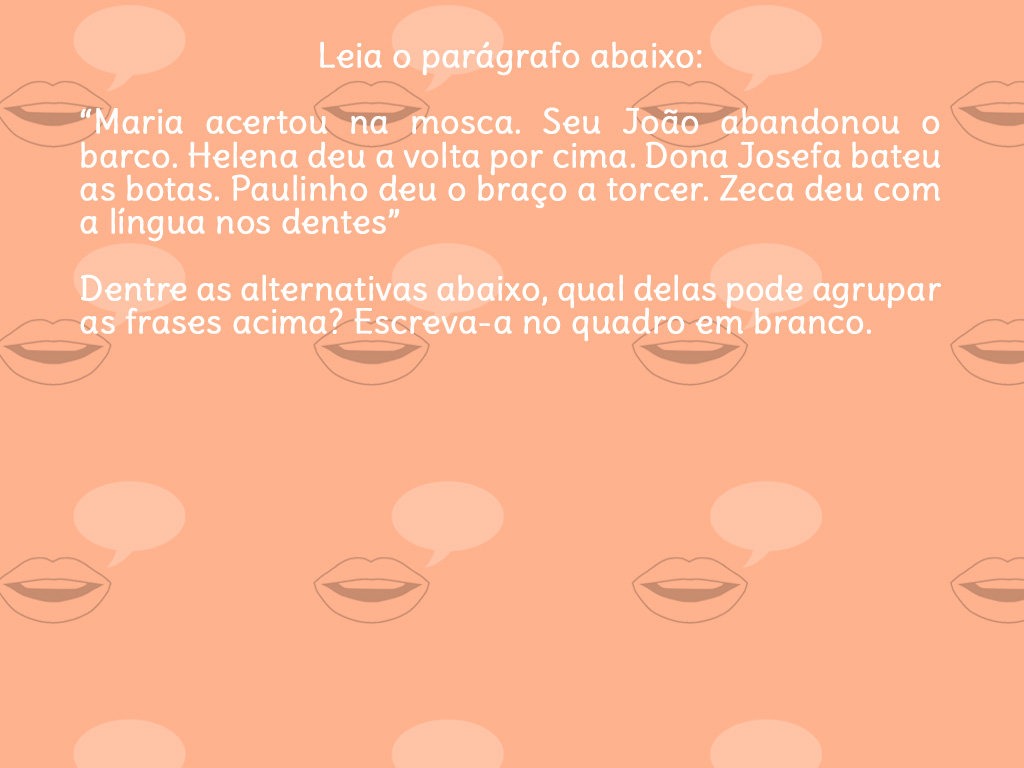 Leia o parágrafo abaixo:
“Maria acertou na mosca. Seu João abandonou o
barco. Helena deu a volta por cima. Dona Josefa bateu
as botas. Paulinho deu o braço a torcer. Zeca deu com
a língua nos dentes”
Dentre as alternativas abaixo, qual delas pode agrupar
as frases acima? Escreva-a no quadro em branco.